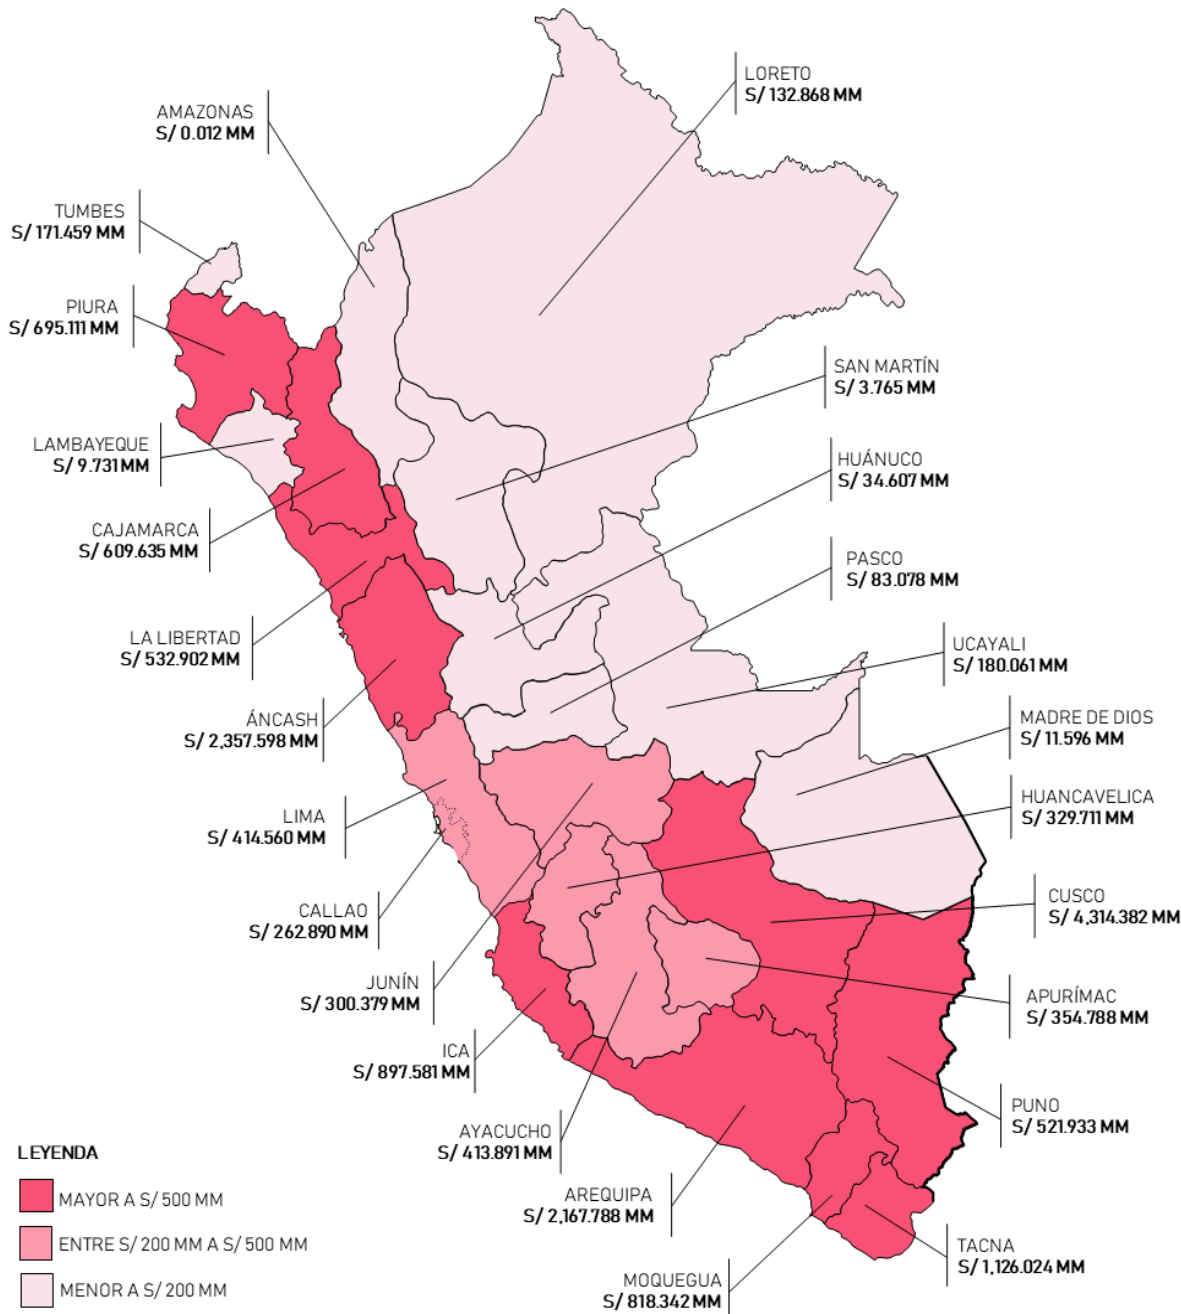 LORETO
S/ 132.868 MM
AMAZONAS
S/ 0.012 MM
TUMBES
S/ 171.459 MM
PIURA
S/ 695.111 MM
SAN MARTÍN
S/ 3.765 MM
LAMBAYEQUE
S/ 9.731 MM
HUÁNUCO
S/ 34.607 MM
CAJAMARCA
S/ 609.635 MM
PASCO
S/ 83.078 MM
LA LIBERTAD
S/ 532.902 MM
UCAYALI
S/ 180.061 MM
ÁNCASH
S/ 2,357.598 MM
MADRE DE DIOS
S/ 11.596 MM
LIMA
S/ 414.560 MM
HUANCAVELICA
S/ 329.711 MM
CALLAO
S/ 262.890 MM
CUSCO
S/ 4,314.382 MM
JUNÍN
S/ 300.379 MM
APURÍMAC
S/ 354.788 MM
ICA
S/ 897.581 MM
PUNO
S/ 521.933 MM
AYACUCHO
S/ 413.891 MM
AREQUIPA
S/ 2,167.788 MM
TACNA
S/ 1,126.024 MM
MOQUEGUA
S/ 818.342 MM
LEYENDA
MAYOR A S/ 500 MM
ENTRE S/ 200 MM A S/ 500 MM
MENOR A S/ 200 MM